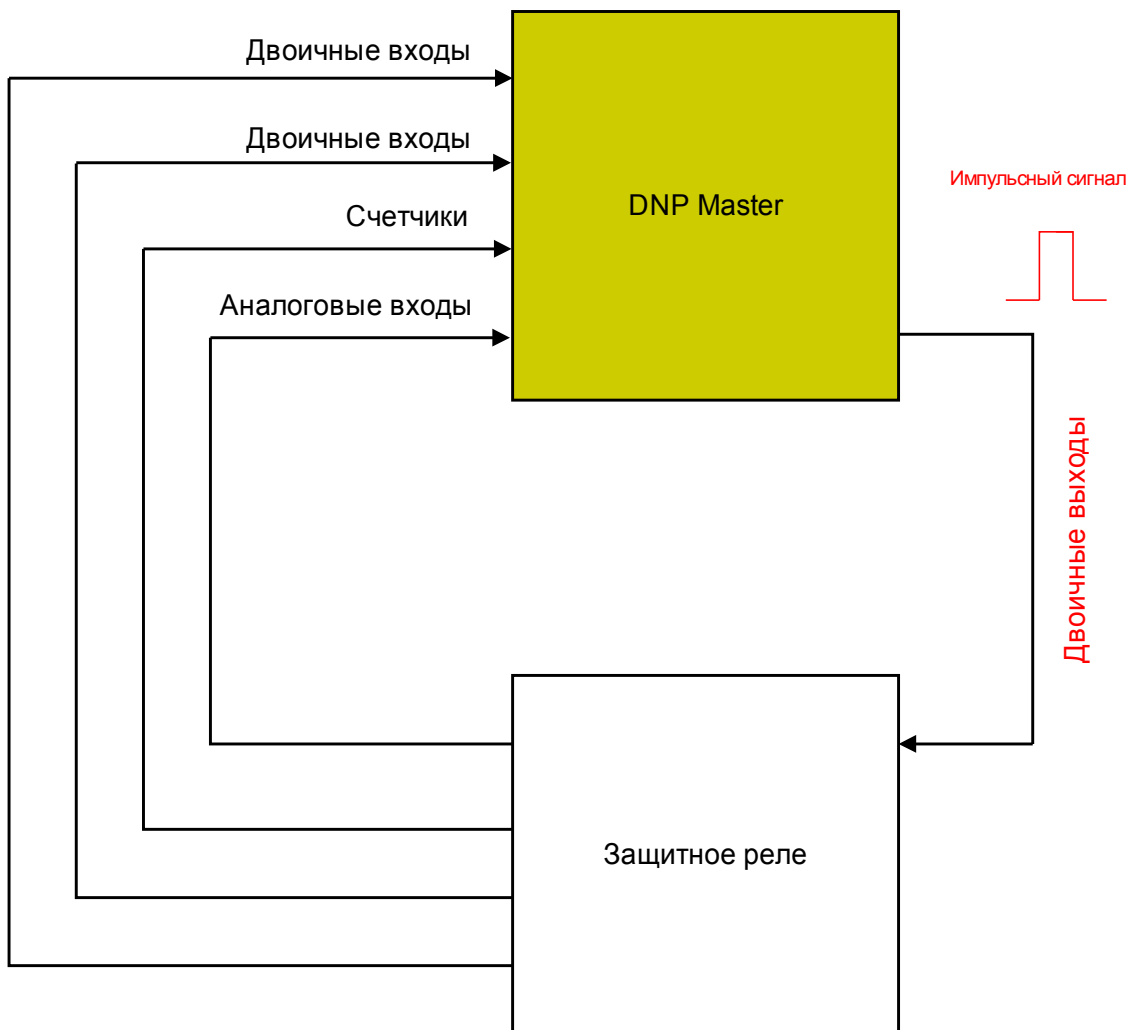 Двоичные входы
Двоичные входы
Счетчики
Аналоговые входы
DNP Master
Импульсный сигнал
Двоичные выходы
Защитное реле